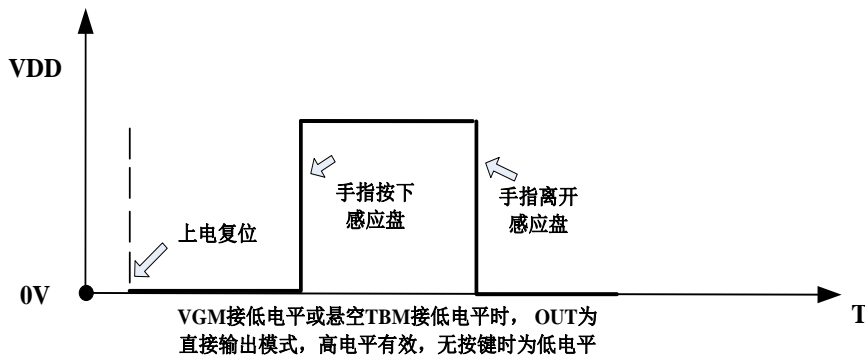 VDD
手指按下
感应盘
手指离开
感应盘
上电复位
0V
T
VGM接低电平或悬空TBM接低电平时， OUT为
直接输出模式，高电平有效，无按键时为低电平